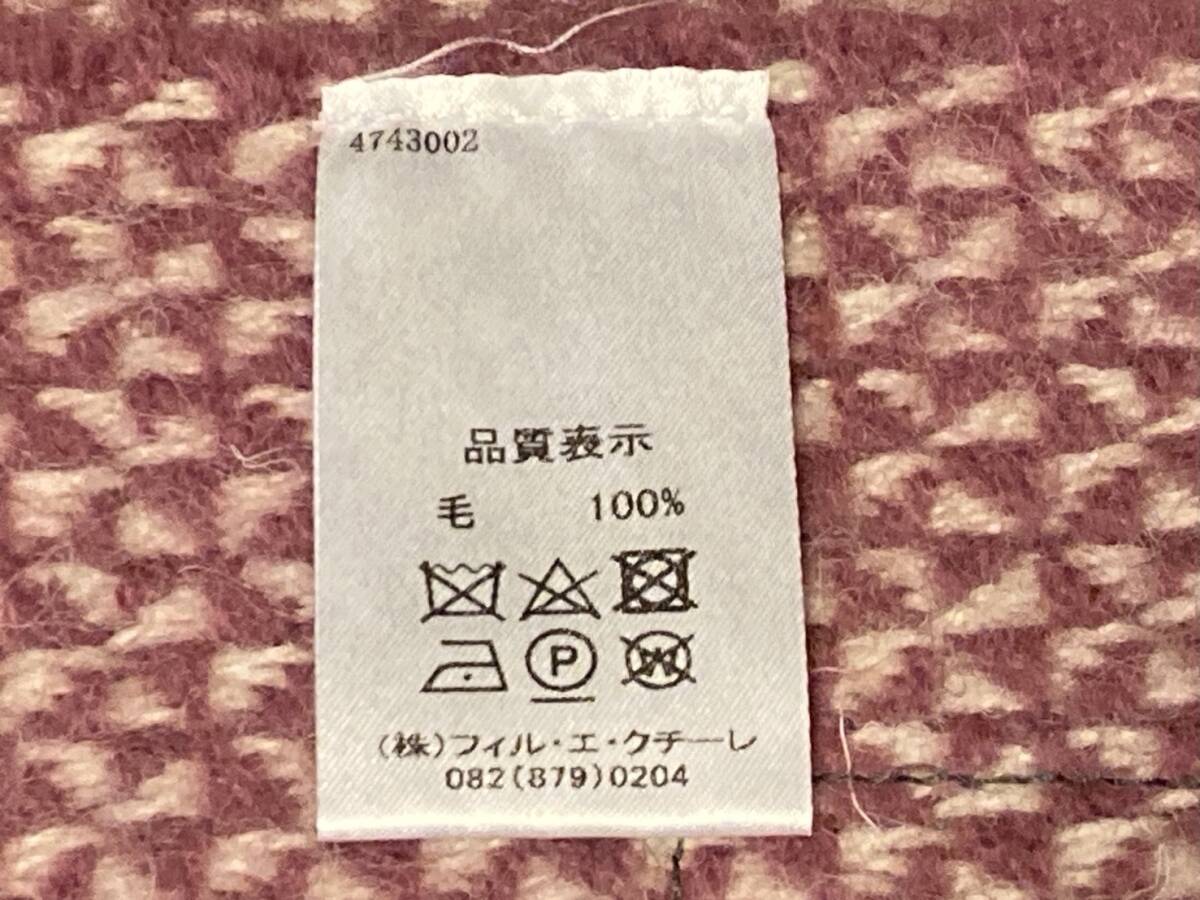 4743002
品質表示
毛 100%
P
W
(株)フィル・エ・クチーレ
082(879)0204